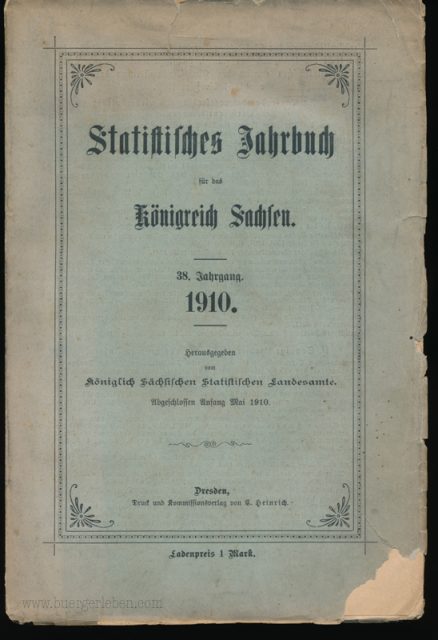 Statistisches Jahrbuch
für das
Königreich Sachsen.
38. Jahrgang.
1910.
Herausgegeben
vom
Königlich Sächsischen Statistischen Landesamte.
Abgeschlossen Anfang Mai 1910.
Dresden,
Druck und Kommissionsverlag von C. Heinrich.
Ladenpreis 1 Mark.
www.buergerleben.com